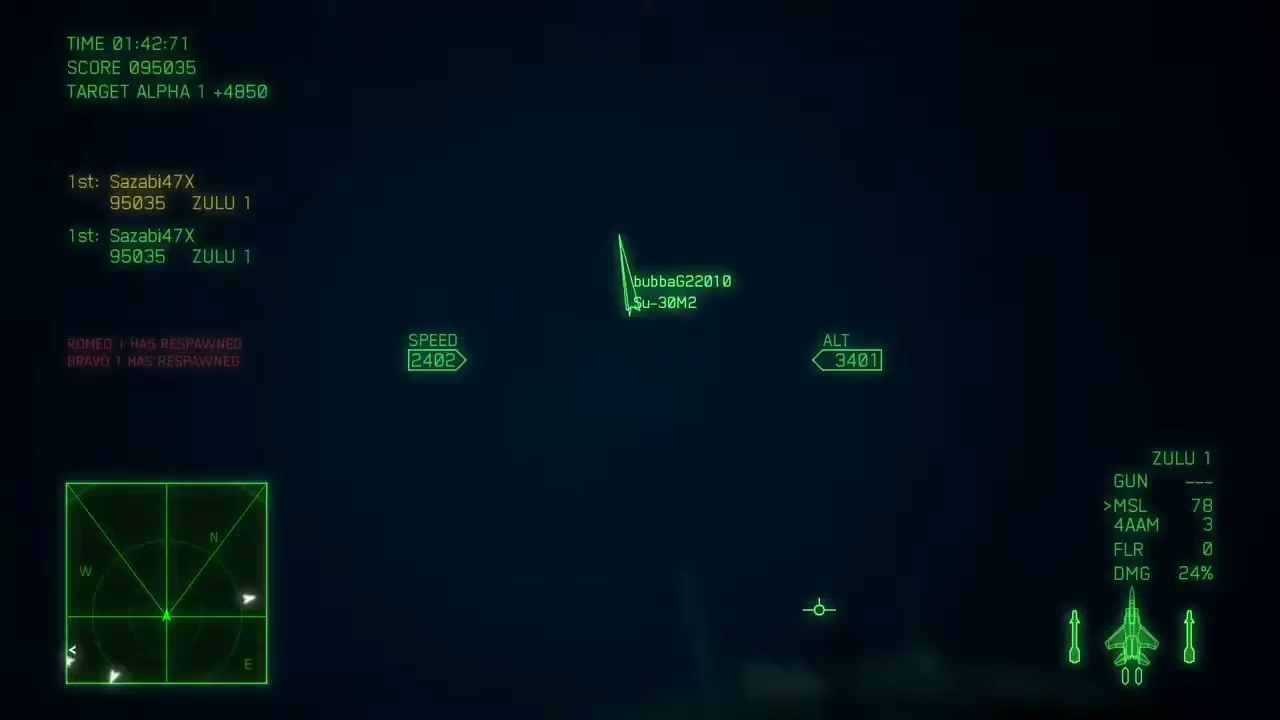 TIME 01:42:71
SCORE 095035
TARGET ALPHA 1 +4850
1st: Sazabi47X
95035 ZULU 1
1st: Sazabi47X
95035 ZULU 1
bubbaG22010
Su-30M2
ROMEO 1 HAS RESPAWNED
BRAVO 1 HAS RESPAWNED
SPEED
2402
ALT
3401
N
W
E
ZULU 1
GUN ---
>MSL 78
4AAM 3
FLR 0
DMG 24%